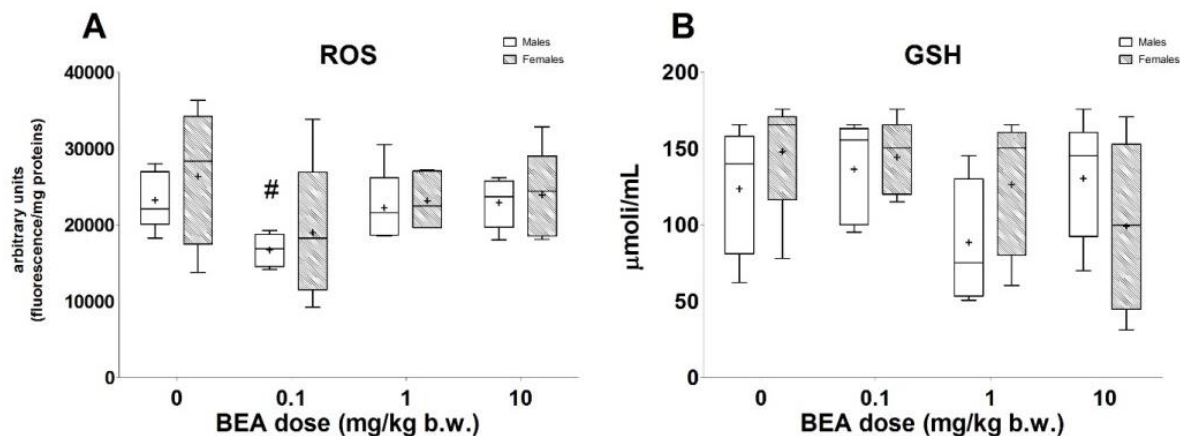 A
ROS
Males
Females
arbitrary units
(fluorescence/mg proteins)
40000
30000
20000
10000
0
#
0 0.1 1 10
BEA dose (mg/kg b.w.)
B
GSH
Males
Females
μmoli/mL
200
150
100
50
0
0 0.1 1 10
BEA dose (mg/kg b.w.)